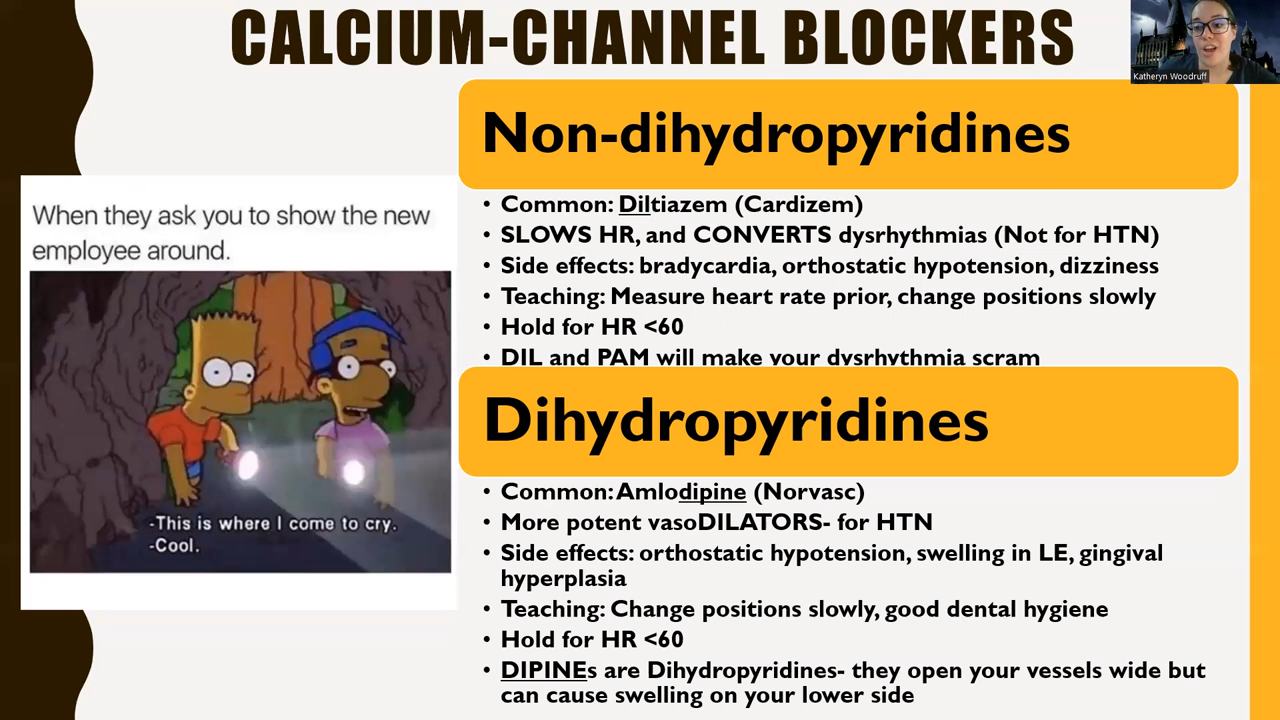 CALCIUM-CHANNEL BLOCKERS
Katheryn Woodruff
When they ask you to show the new
employee around.
-This is where I come to cry.
-Cool.
Non-dihydropyridines
• Common: Diltiazem (Cardizem)
• SLOWS HR, and CONVERTS dysrhythmias (Not for HTN)
• Side effects: bradycardia, orthostatic hypotension, dizziness
• Teaching: Measure heart rate prior, change positions slowly
• Hold for HR <60
• DIL and PAM will make your dysrhythmia scram
Dihydropyridines
• Common: Amlodipine (Norvasc)
• More potent vasoDILATORS- for HTN
• Side effects: orthostatic hypotension, swelling in LE, gingival
hyperplasia
• Teaching: Change positions slowly, good dental hygiene
• Hold for HR <60
• DIPINEs are Dihydropyridines- they open your vessels wide but
can cause swelling on your lower side